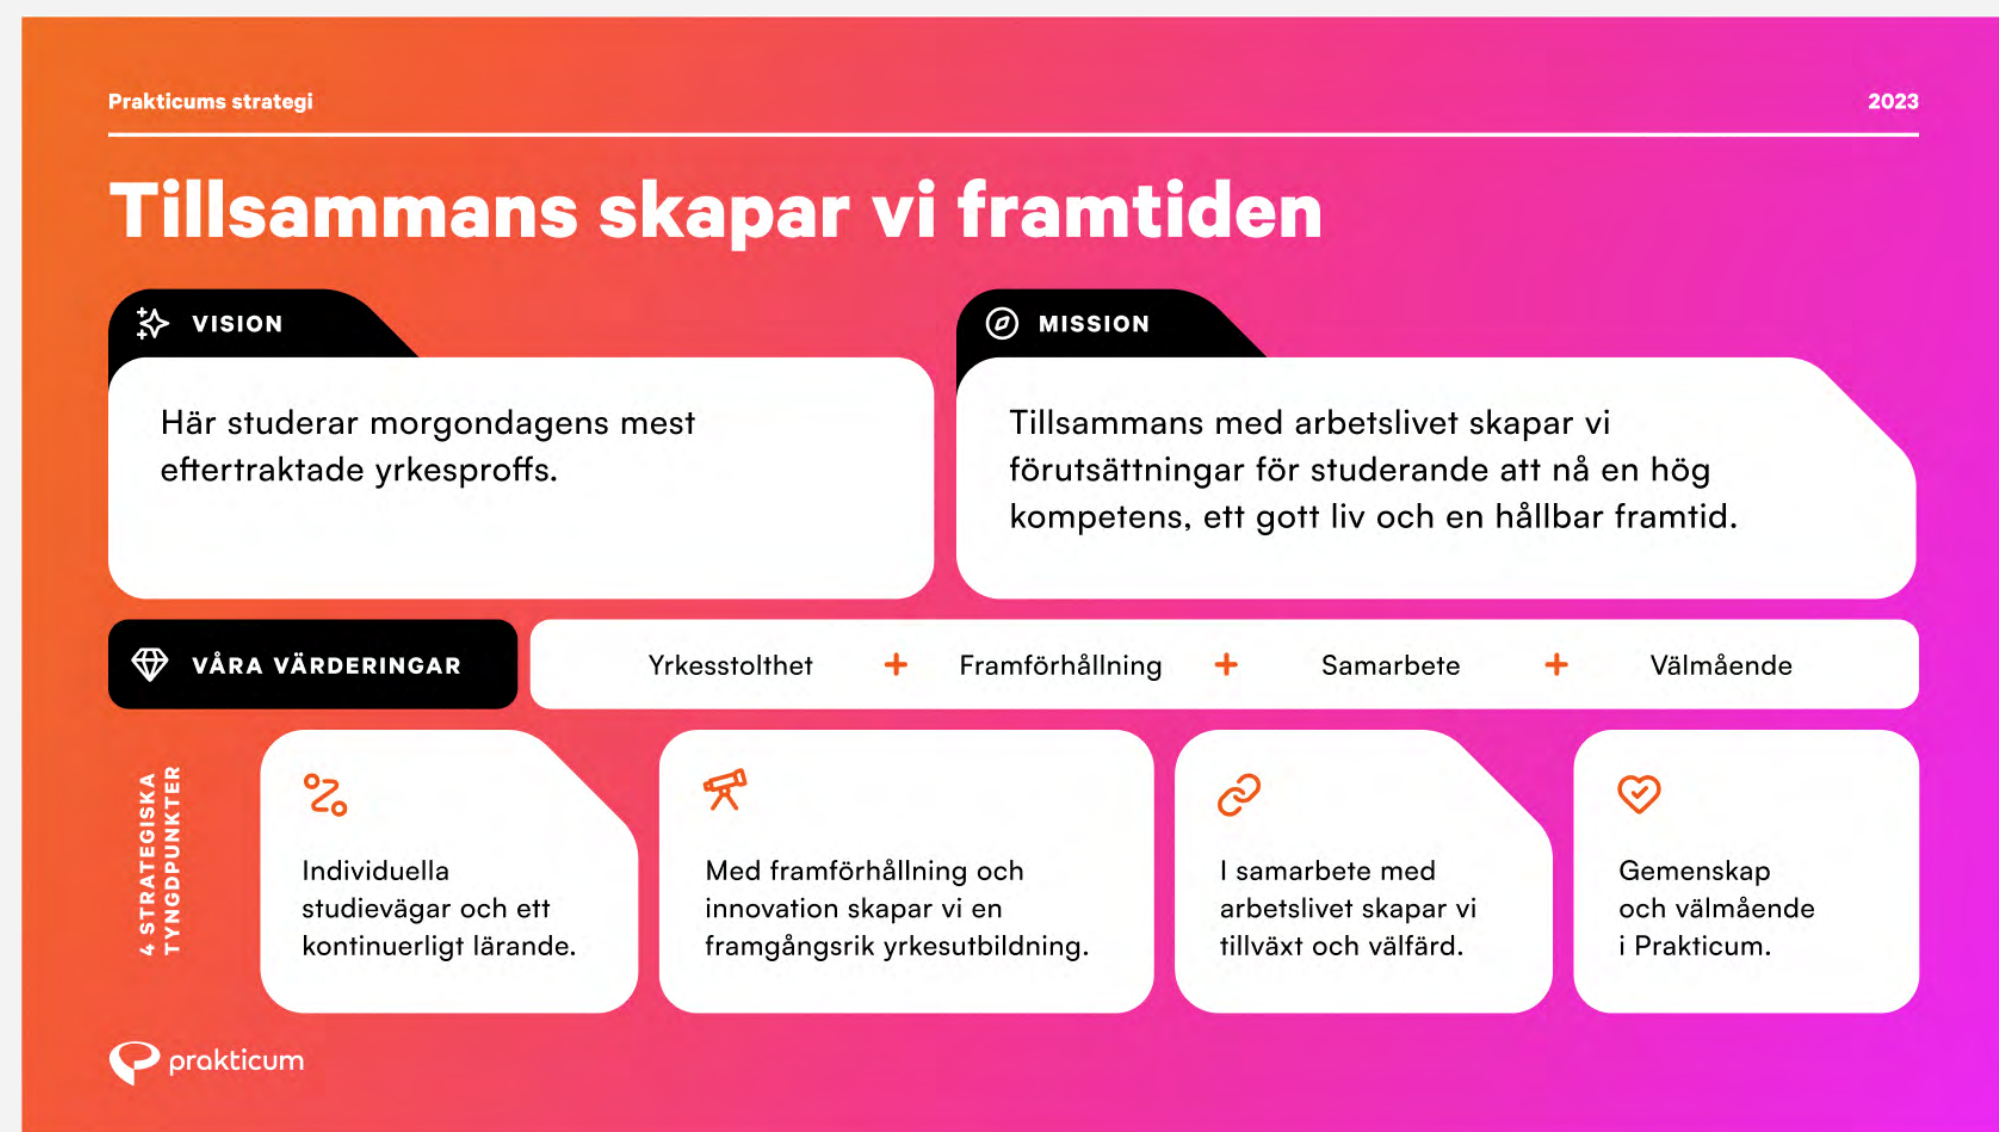 Prakticums strategi
2023
Tillsammans skapar vi framtiden
VISION
Här studerar morgondagens mest
eftertraktade yrkesproffs.
MISSION
Tillsammans med arbetslivet skapar vi
förutsättningar för studerande att nå en hög
kompetens, ett gott liv och en hållbar framtid.
VÅRA VÄRDERINGAR
Yrkesstolthet + Framförhållning + Samarbete + Välmående
4 STRATEGISKA
TYNGDPUNKTER
Individuella
studievägar och ett
kontinuerligt lärande.
Med framförhållning och
innovation skapar vi en
framgångsrik yrkesutbildning.
I samarbete med
arbetslivet skapar vi
tillväxt och välfärd.
Gemenskap
och välmående
i Prakticum.
prakticum